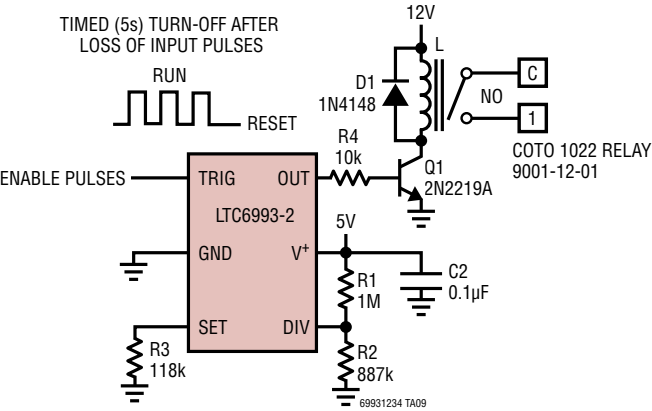 TIMED (5s) TURN-OFF AFTER
LOSS OF INPUT PULSES
RUN
RESET
12V
L
D1
1N4148
C
NO
1
COTO 1022 RELAY
9001-12-01
R4
10k
Q1
2N2219A
ENABLE PULSES
TRIG
OUT
LTC6993-2
GND
V+
SET
DIV
5V
R1
1M
C2
0.1µF
R3
118k
R2
887k
69931234 TA09